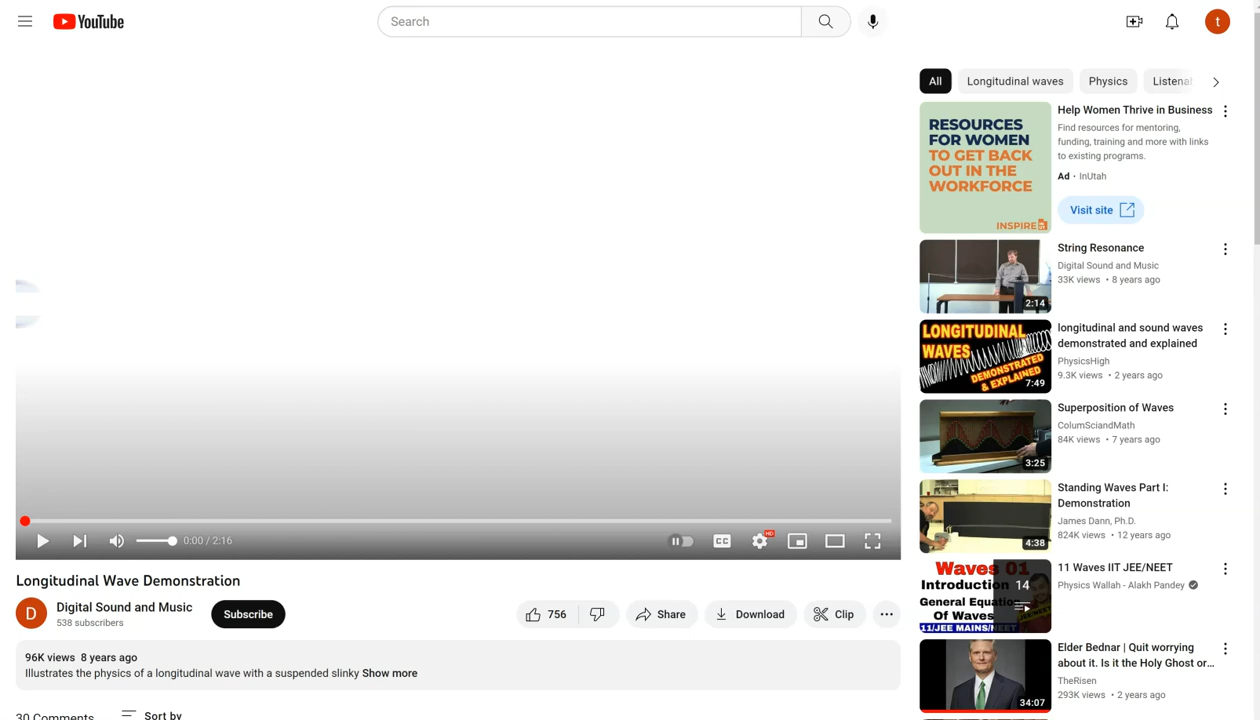 YouTube
Search
t
All
Longitudinal waves
Physics
RESOURCES
FOR WOMEN
TO GET BACK
OUT IN THE
WORKFORCE
INSPIRE
Help Women Thrive in Business
Find resources for mentoring,
funding, training and more with links
to existing programs.
Ad · InUtah
Visit site
2:14
String Resonance
Digital Sound and Music
33K views • 8 years ago
LONGITUDINAL
WAVES
DEMONSTRATED
& EXPLAINED
7:49
longitudinal and sound waves
demonstrated and explained
PhysicsHigh
9.3K views • 2 years ago
3:25
Superposition of Waves
ColumSciandMath
84K views • 7 years ago
4:38
Standing Waves Part I:
Demonstration
James Dann, Ph.D.
824K views • 12 years ago
Waves 01
Introduction
14
General Equation
Of Waves
11/JEE MAINS/NEET
11 Waves IIT JEE/NEET
Physics Wallah - Alakh Pandey
34:07
Elder Bednar | Quit worrying
about it. Is it the Holy Ghost or...
TheRisen
293K views • 2 years ago
0:00 / 2:16
CC
HD
Longitudinal Wave Demonstration
D
Digital Sound and Music
538 subscribers
Subscribe
756
Share
Download
Clip
96K views 8 years ago
Illustrates the physics of a longitudinal wave with a suspended slinky Show more
30 Comments
Sort by